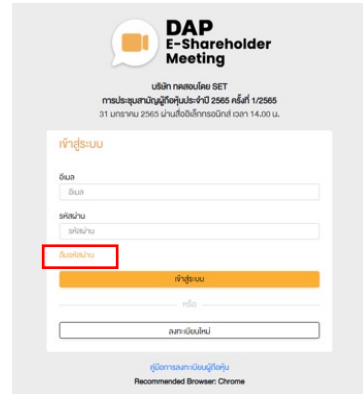 DAP
E-Shareholder
Meeting
บริษัท ทดสอบโดย SET
การประชุมสามัญผู้ถือหุ้นประจำปี 2565 ครั้งที่ 1/2565
31 มกราคม 2565 ผ่านสื่ออิเล็กทรอนิกส์ เวลา 14.00 น.
เข้าสู่ระบบ
อีเมล
อีเมล
รหัสผ่าน
รหัสผ่าน
ลืมรหัสผ่าน
เข้าสู่ระบบ
หรือ
ลงทะเบียนใหม่
คู่มือการลงทะเบียนผู้ถือหุ้น
Recommended Browser: Chrome